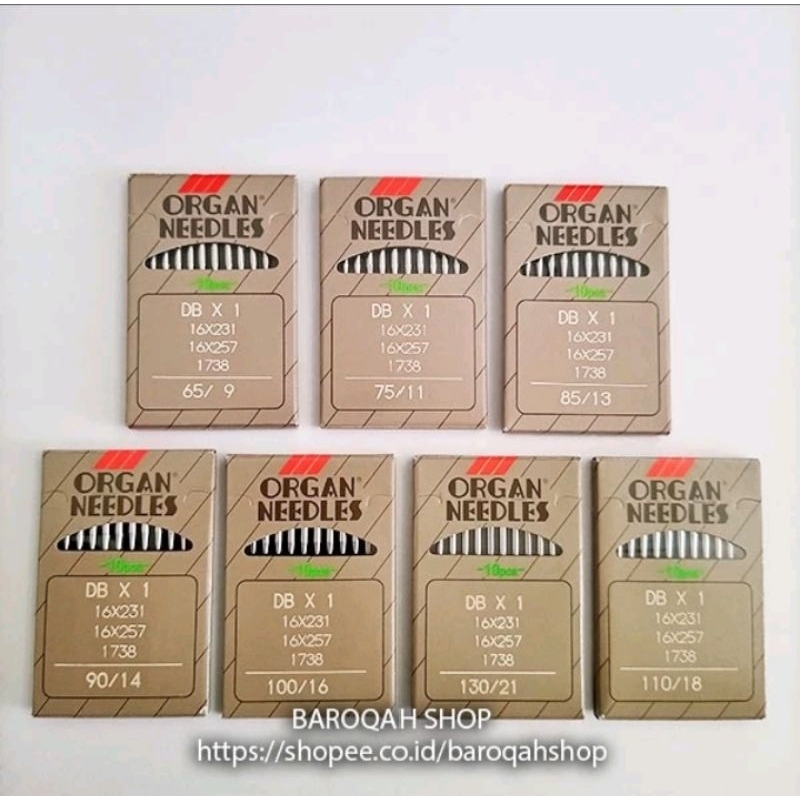 ORGAN®
NEEDLES
10pcs
DB X 1
16X231
16X257
1738
65/ 9
ORGAN®
NEEDLES
-10pcs-
DB X 1
16X231
16X257
1738
75/11
ORGAN®
NEEDLES
-10pcs-
DB X 1
16X231
16X257
1738
85/13
ORGAN®
NEEDLES
-10pcs-
DB X 1
16X231
16X257
1738
90/14
ORGAN®
NEEDLES
-10pcs-
DB X 1
16X231
16X257
1738
100/16
ORGAN®
NEEDLES
-10pcs-
DB X 1
16X231
16X257
1738
130/21
ORGAN®
NEEDLES
-10pcs-
DB X 1
16X231
16X257
1738
110/18
BAROQAH SHOP
https://shopee.co.id/baroqahshop